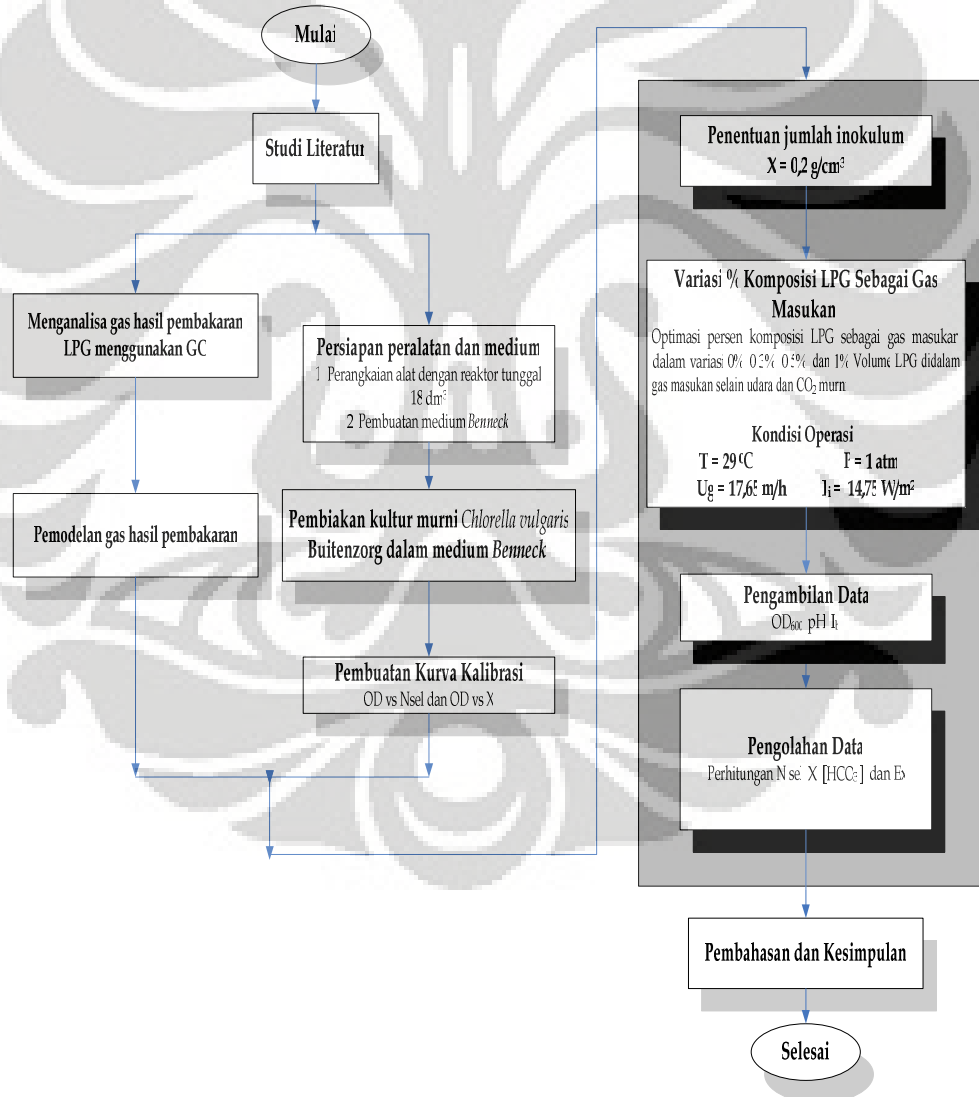 Mulai
Studi Literatur
Menganalisa gas hasil pembakaran
LPG menggunakan GC
Pemodelan gas hasil pembakaran
Persiapan peralatan dan medium
1 Perangkaian alat dengan reaktor tunggal
18 dm³
2 Pembuatan medium Benneck
Pembiakan kultur murni Chlorella vulgaris
Buitenzorg dalam medium Benneck
Pembuatan Kurva Kalibrasi
OD vs Nsel dan OD vs X
Penentuan jumlah inokulum
X = 0,2 g/cm³
Variasi % Komposisi LPG Sebagai Gas
Masukan
Optimasi persen komposisi LPG sebagai gas masukan
dalam variasi 0% 0.2% 0.5% dan 1% Volume LPG didalam
gas masukan selain udara dan CO₂ murni
Kondisi Operasi
T = 29 °C P = 1 atm
Ug = 17,65 m/h Ii = 14,75 W/m²
Pengambilan Data
OD₆₀₀ pH
Pengolahan Data
Perhitungan N sel X dan
Pembahasan dan Kesimpulan
Selesai